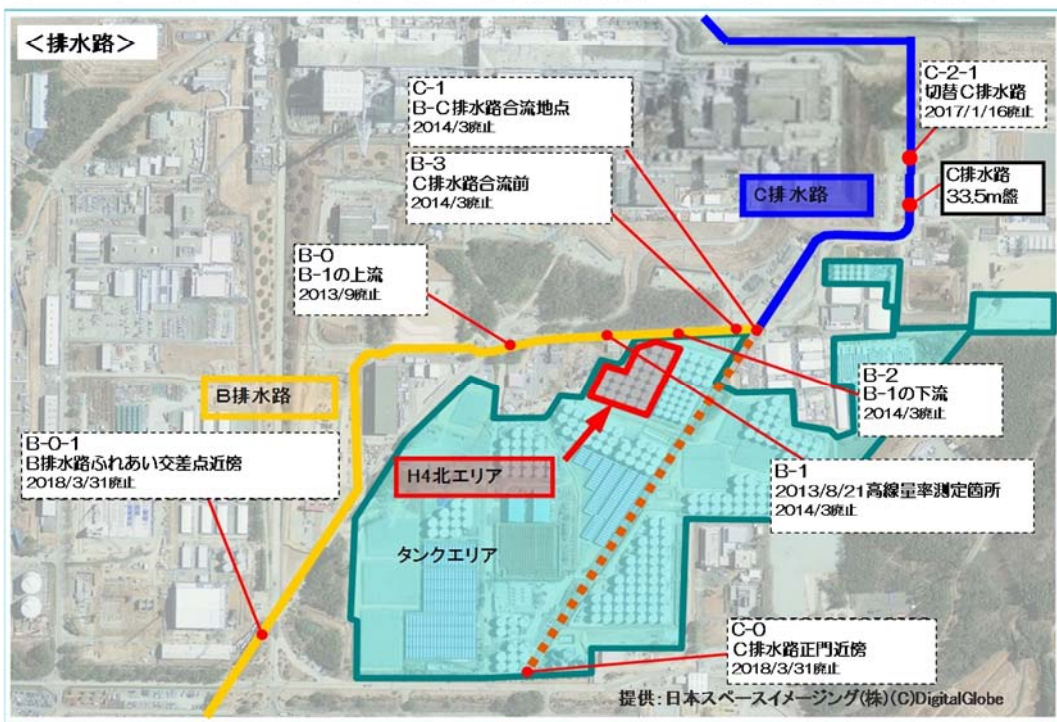 ＜排水路＞
C-1
B-C排水路合流地点
2014/3廃止
B-3
C排水路合流前
2014/3廃止
C-2-1
切替C排水路
2017/1/16廃止
C排水路
33.5m盤
C排水路
B-0
B-1の上流
2013/9廃止
B排水路
B-2
B-1の下流
2014/3廃止
B-0-1
B排水路ふれあい交差点近傍
2018/3/31廃止
H4北エリア
B-1
2013/8/21高線量率測定箇所
2014/3廃止
タンクエリア
C-0
C排水路正門近傍
2018/3/31廃止
提供：日本スペースイメージング(株)(C)DigitalGlobe